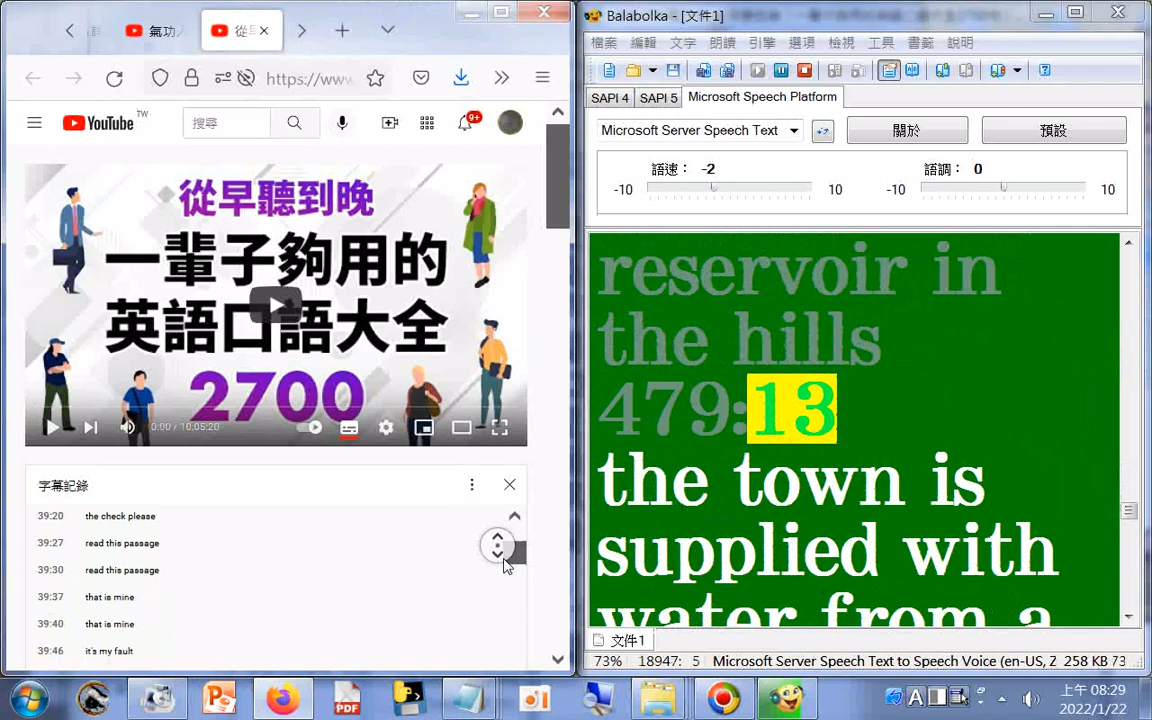 氣功
從
https://www
YouTube TW
搜尋
9+
從早聽到晚
一輩子夠用的
英語口語大全
2700
0:00 / 10:05:20
字幕記錄
39:20 the check please
39:27 read this passage
39:30 read this passage
39:37 that is mine
39:40 that is mine
39:46 it's my fault
Balabolka - [文件1]
檔案 編輯 文字 朗讀 引擎 選項 檢視 工具 書籤 說明
SAPI 4 SAPI 5 Microsoft Speech Platform
Microsoft Server Speech Text
關於
預設
語速： -2
語調： 0
-10 10
-10 10
reservoir in
the hills
479:13
the town is
supplied with
water from a
文件1
73% 18947: 5 Microsoft Server Speech Text to Speech Voice (en-US, Z 258 KB 73
PDF
A
上午 08:29
2022/1/22